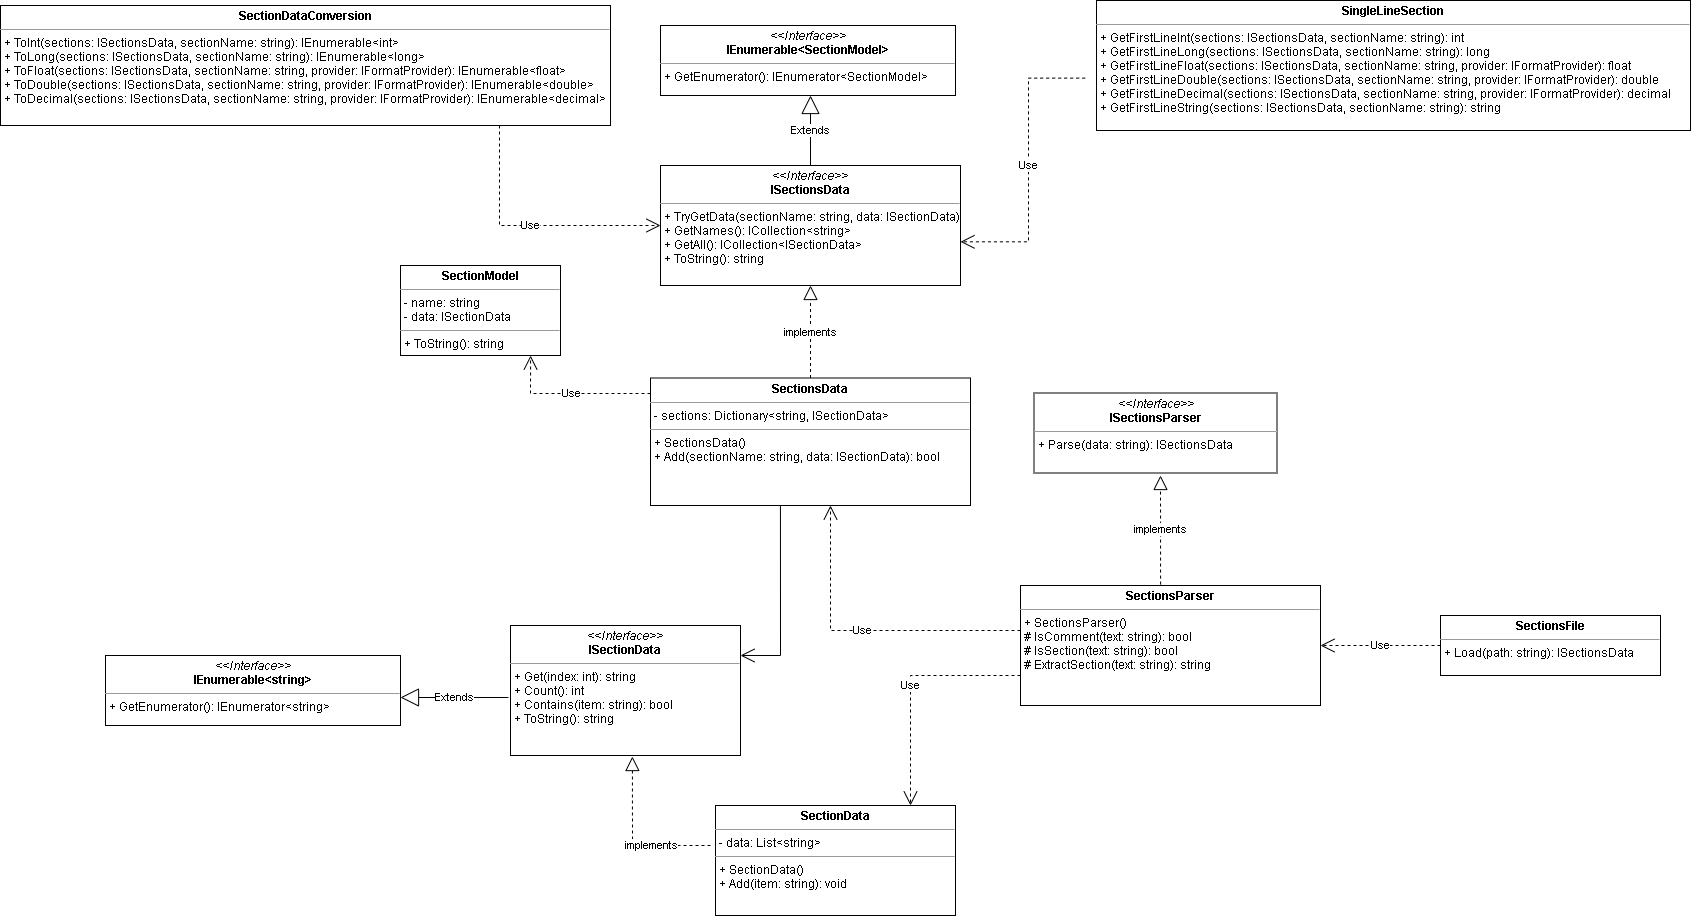 SectionDataConversion
+ ToInt(sections: ISectionsData, sectionName: string): IEnumerable<int>
+ ToLong(sections: ISectionsData, sectionName: string): IEnumerable<long>
+ ToFloat(sections: ISectionsData, sectionName: string, provider: IFormatProvider): IEnumerable<float>
+ ToDouble(sections: ISectionsData, sectionName: string, provider: IFormatProvider): IEnumerable<double>
+ ToDecimal(sections: ISectionsData, sectionName: string, provider: IFormatProvider): IEnumerable<decimal>
<<Interface>>
IEnumerable<SectionModel>
+ GetEnumerator(): IEnumerator<SectionModel>
SingleLineSection
+ GetFirstLineInt(sections: ISectionsData, sectionName: string): int
+ GetFirstLineLong(sections: ISectionsData, sectionName: string): long
+ GetFirstLineFloat(sections: ISectionsData, sectionName: string, provider: IFormatProvider): float
+ GetFirstLineDouble(sections: ISectionsData, sectionName: string, provider: IFormatProvider): double
+ GetFirstLineDecimal(sections: ISectionsData, sectionName: string, provider: IFormatProvider): decimal
+ GetFirstLineString(sections: ISectionsData, sectionName: string): string
Extends
Use
<<Interface>>
ISectionsData
+ TryGetData(sectionName: string, data: ISectionData)
+ GetNames(): ICollection<string>
+ GetAll(): ICollection<ISectionData>
+ ToString(): string
Use
SectionModel
- name: string
- data: ISectionData
+ ToString(): string
implements
Use
SectionsData
- sections: Dictionary<string, ISectionData>
+ SectionsData()
+ Add(sectionName: string, data: ISectionData): bool
<<Interface>>
ISectionsParser
+ Parse(data: string): ISectionsData
implements
SectionsParser
+ SectionsParser()
# IsComment(text: string): bool
# IsSection(text: string): bool
# ExtractSection(text: string): string
Use
Use
SectionsFile
+ Load(path: string): ISectionsData
Use
<<Interface>>
ISectionData
+ Get(index: int): string
+ Count(): int
+ Contains(item: string): bool
+ ToString(): string
<<Interface>>
IEnumerable<string>
+ GetEnumerator(): IEnumerator<string>
Extends
implements
SectionData
- data: List<string>
+ SectionData()
+ Add(item: string): void